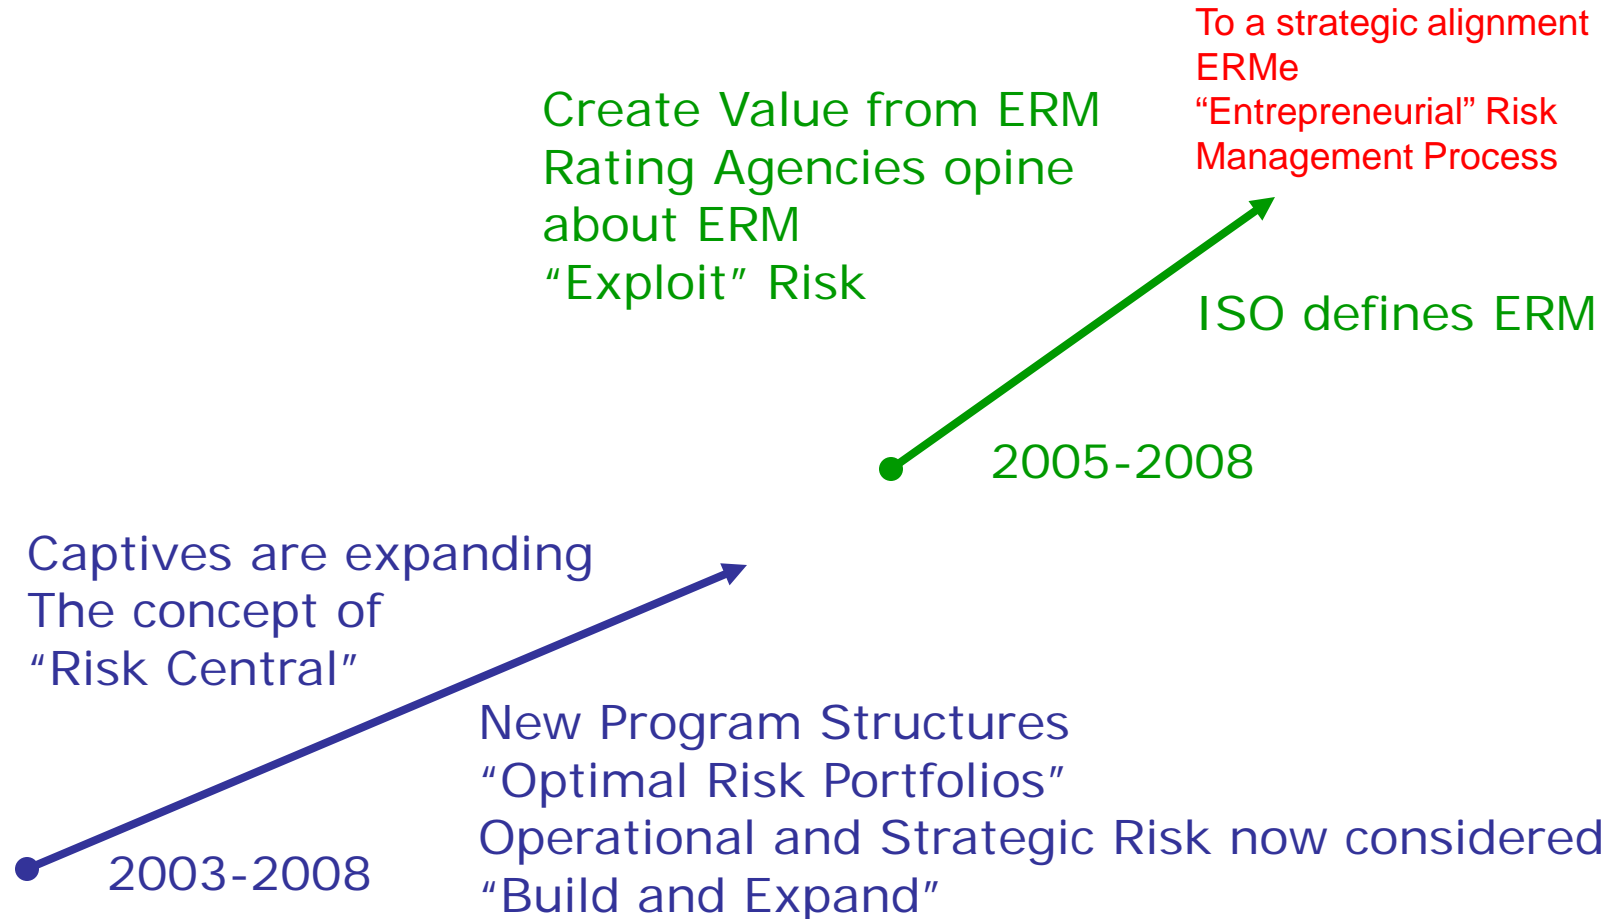 To a strategic alignment
ERMe
“Entrepreneurial” Risk
Management Process
Create Value from ERM
Rating Agencies opine
about ERM
“Exploit” Risk
ISO defines ERM
2005-2008
Captives are expanding
The concept of
“Risk Central”
New Program Structures
“Optimal Risk Portfolios”
Operational and Strategic Risk now considered
“Build and Expand”
2003-2008